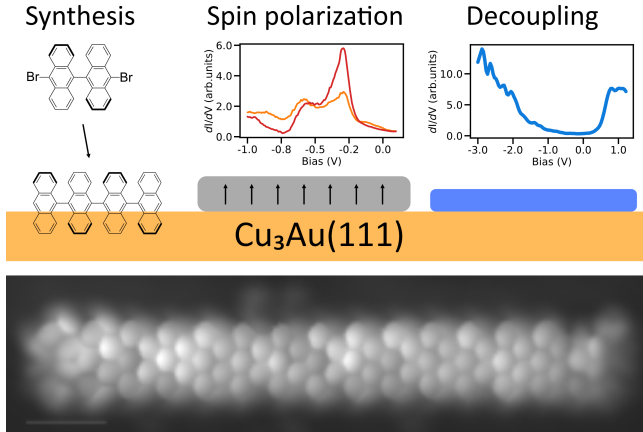 Synthesis
Spin polarization
Decoupling
Br
Br
dI/dV (arb.units)
6.0
4.0
2.0
0.0
-1.0
-0.8
-0.5
-0.2
0.0
Bias (V)
dI/dV (arb.units)
10.0
5.0
0.0
-3.0
-2.0
-1.0
0.0
1.0
Bias (V)
Cu₃Au(111)